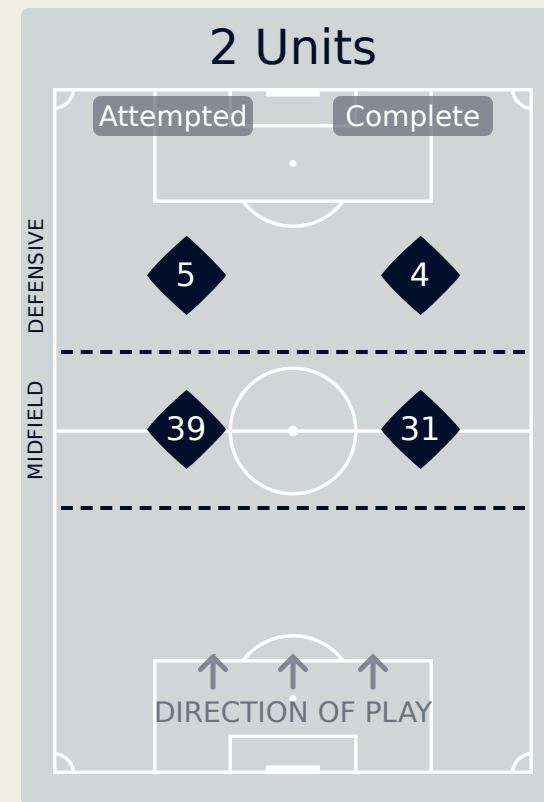 2 Units
Attempted Complete
DEFENSIVE
5 4
MIDFIELD
39 31
DIRECTION OF PLAY